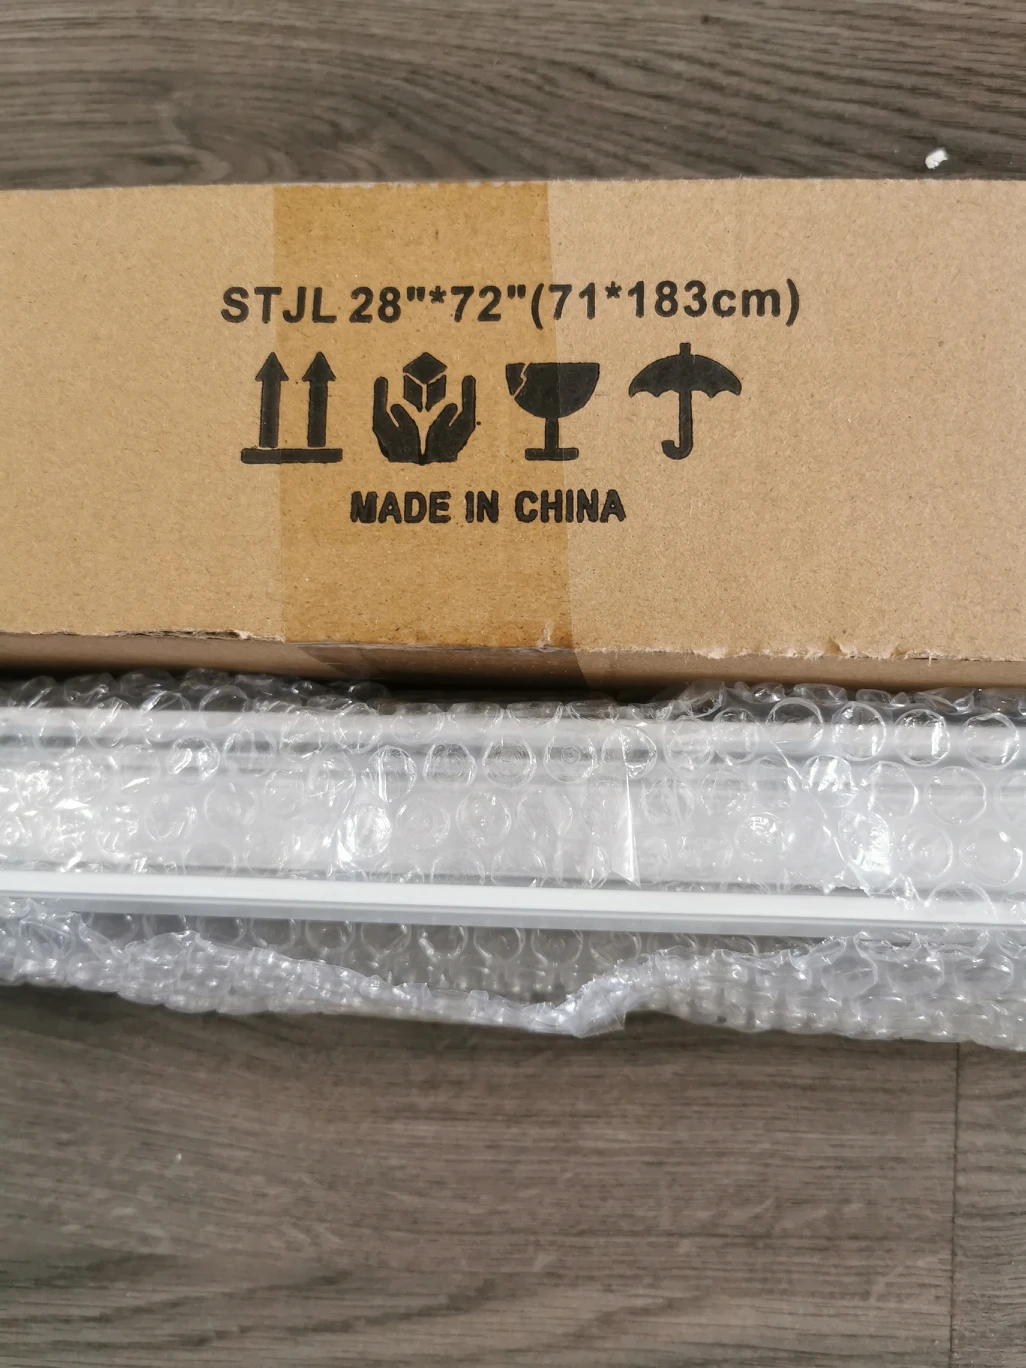 STJL 28"*72"(71*183cm)
MADE IN CHINA